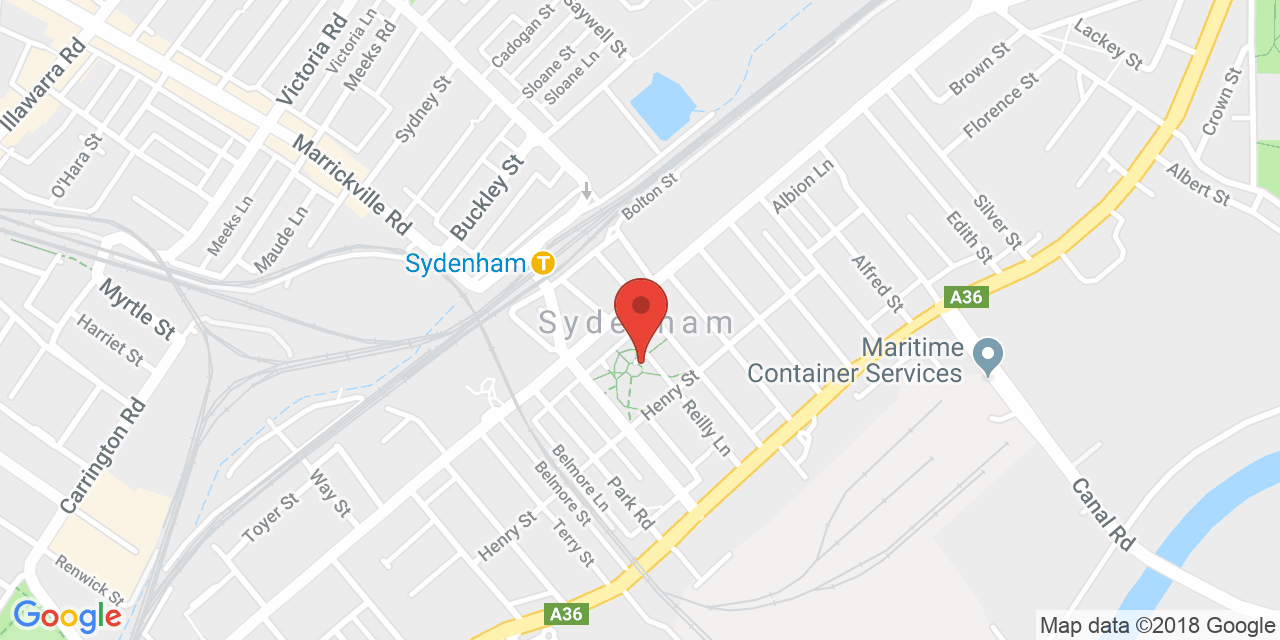 Illawarra Rd
Victoria Rd
Victoria Ln
Meeks Rd
Cadogan St
Saywell St
Sloane St
Sloane Ln
Sydney St
Lackey St
Brown St
Florence St
Crown St
O'Hara St
Marrickville Rd
Buckley St
Bolton St
Albion Ln
Albert St
Meeks Ln
Maude Ln
Silver St
Edith St
Sydenham
T
Alfred St
A36
Myrtle St
Harriet St
Sydenham
Maritime
Container Services
Henry St
Reilly Ln
Carrington Rd
Way St
Toyer St
Belmore Ln
Belmore St
Park Rd
Henry St
Terry St
Canal Rd
Renwick St
A36
Google
Map data ©2018 Google